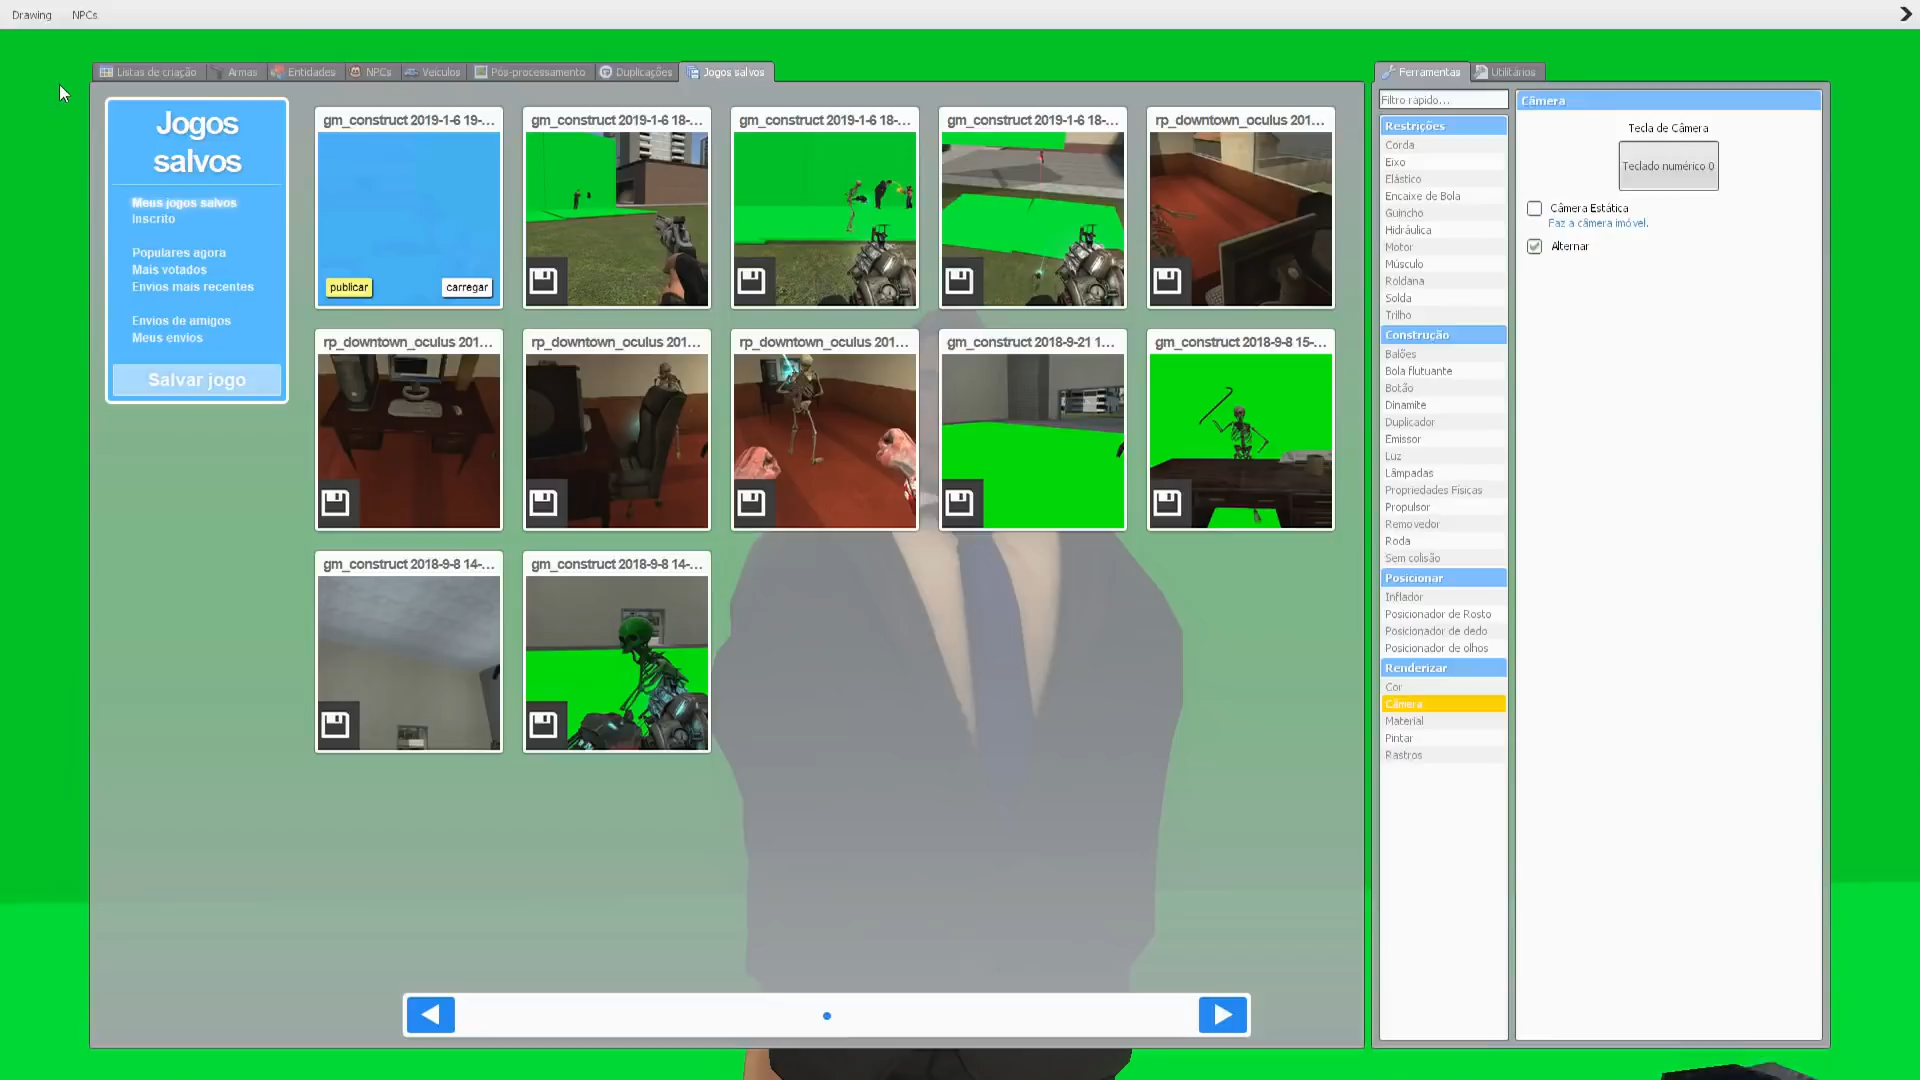 Drawing NPCs
Listas de criação Armas Entidades NPCs Veículos Pós-processamento Duplicações Jogos salvos
Ferramentas Utilitários
Jogos
salvos
Meus jogos salvos
Inscrito
Populares agora
Mais votados
Envios mais recentes
Envios de amigos
Meus envios
Salvar jogo
gm_construct 2019-1-6 19-...
gm_construct 2019-1-6 18-...
gm_construct 2019-1-6 18-...
gm_construct 2019-1-6 18-...
rp_downtown_oculus 201...
publicar carregar
rp_downtown_oculus 201...
rp_downtown_oculus 201...
rp_downtown_oculus 201...
gm_construct 2018-9-21 1...
gm_construct 2018-9-8 15-...
gm_construct 2018-9-8 14-...
gm_construct 2018-9-8 14-...
Filtro rapido...
Restrições
Corda
Eixo
Elástico
Encaixe de Bola
Guincho
Hidráulica
Motor
Músculo
Roldana
Solda
Trilho
Construção
Balões
Bola flutuante
Botão
Dinamite
Duplicador
Emissor
Luz
Lâmpadas
Propriedades Físicas
Propulsor
Removedor
Roda
Sem colisão
Posicionar
Inflador
Posicionador de Rosto
Posicionador de dedo
Posicionador de olhos
Renderizar
Cor
Câmera
Material
Pintar
Rastros
Câmera
Tecla de Câmera
Teclado numérico 0
Câmera Estática
Faz a câmera imóvel.
Alternar